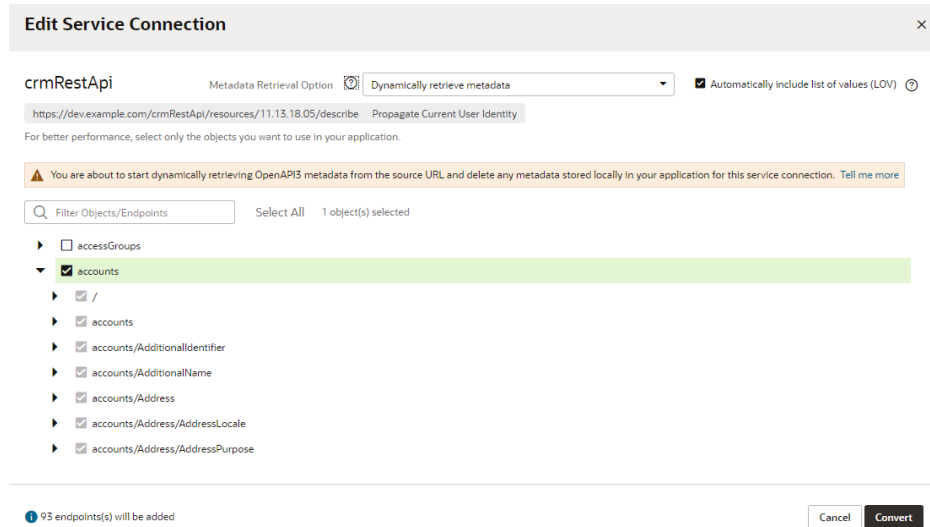 Edit Service Connection ×
crmRestApi Metadata Retrieval Option ? Dynamically retrieve metadata Automatically include list of values (LOV) ?
https://dev.example.com/crmRestApi/resources/11.13.18.05/describe Propagate Current User Identity
For better performance, select only the objects you want to use in your application.
You are about to start dynamically retrieving OpenAPI3 metadata from the source URL and delete any metadata stored locally in your application for this service connection. Tell me more
Filter Objects/Endpoints Select All 1 object(s) selected
accessGroups
accounts
/
accounts
accounts/AdditionalIdentifier
accounts/AdditionalName
accounts/Address
accounts/Address/AddressLocale
accounts/Address/AddressPurpose
93 endpoints(s) will be added Cancel Convert